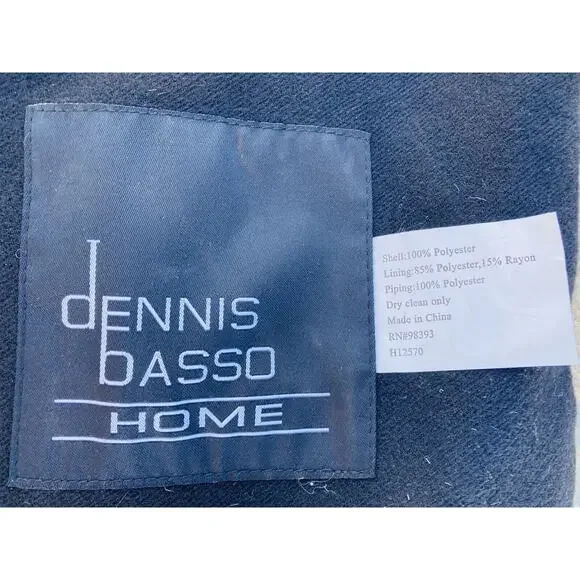 dENNIS
bASSO
HOME
Shell:100% Polyester
Lining:85% Polyester,15% Rayon
Piping:100% Polyester
Dry clean only
Made in China
RN#98393
H12570